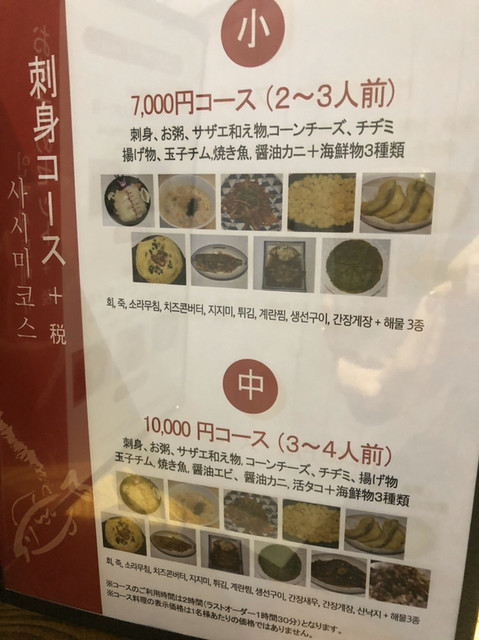 刺身コース + 税
사시미코스
小
7,000円コース（2〜3人前）
刺身、お粥、サザエ和え物,コーンチーズ、チヂミ
揚げ物、玉子チム,焼き魚, 醤油カニ＋海鮮物3種類
회, 죽, 소라무침, 치즈콘버터, 지지미, 튀김, 계란찜, 생선구이, 간장게장 + 해물 3종
中
10,000 円コース（3〜4人前）
刺身、お粥、サザエ和え物, コーンチーズ、チヂミ、揚げ物
玉子チム, 焼き魚、醤油エビ 、醤油カニ, 活タコ＋海鮮物3種類
회, 죽, 소라무침, 치즈콘버터, 지지미, 튀김, 계란찜, 생선구이, 간장새우, 간장게장, 산낙지 + 해물 3종
※コースのご利用時間は2時間(ラストオーダー1時間30分）となります。
※コース料理の表示価格は1名様あたりの価格ではありません。